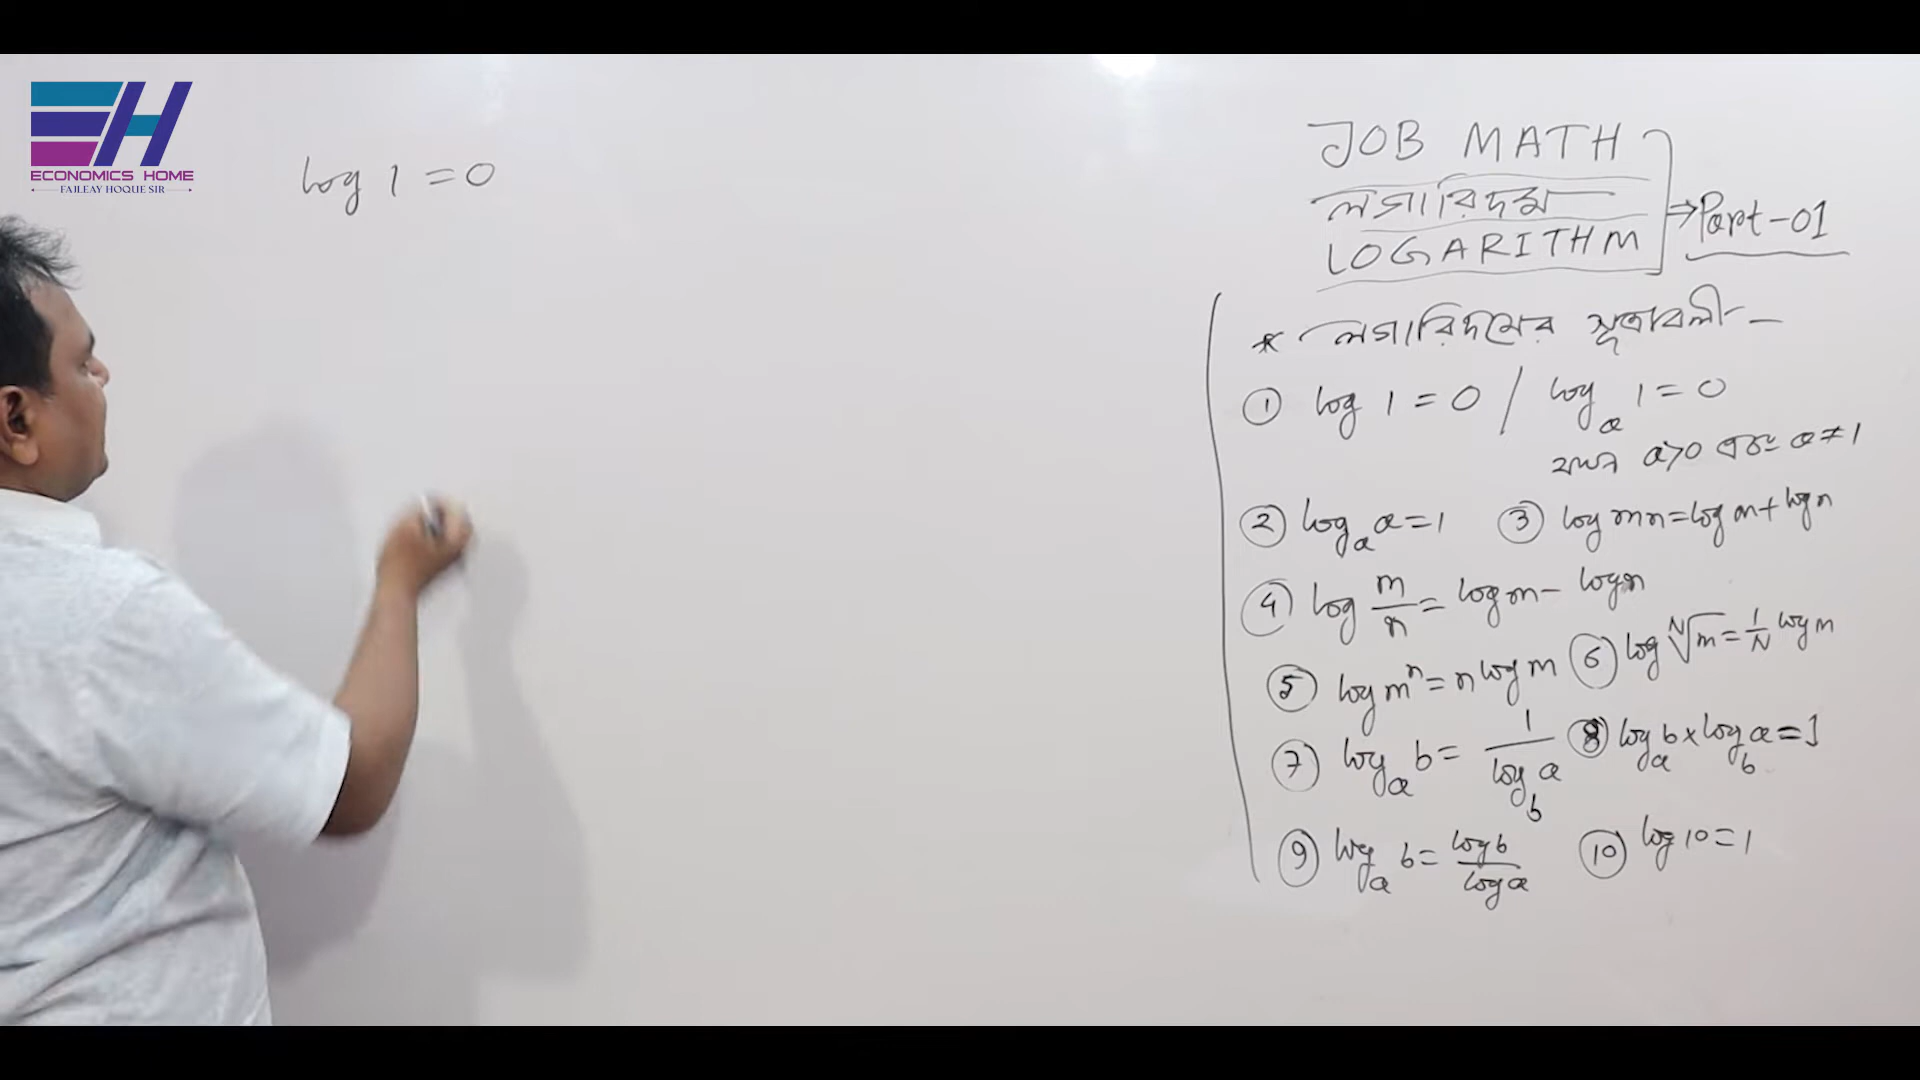 EH
ECONOMICS HOME
FAILEAY HOQUE SIR
log 1 = 0
JOB MATH
লগারিদম
LOGARITHM
⇒ Part-01
* লগারিদমের সূত্রাবলী —
① log 1 = 0 / logₐ 1 = 0
যখন a>0 এবং a ≠ 1
② logₐ a = 1 ③ log mn = log m + log n
④ log m/n = log m - log n
⑤ log mⁿ = n log m ⑥ log ᴺ√m = 1/N log m
⑦ logₐ b = 1/log_b a ⑧ logₐ b × log_b a = 1
⑨ logₐ b = log b/log a ⑩ log 10 = 1